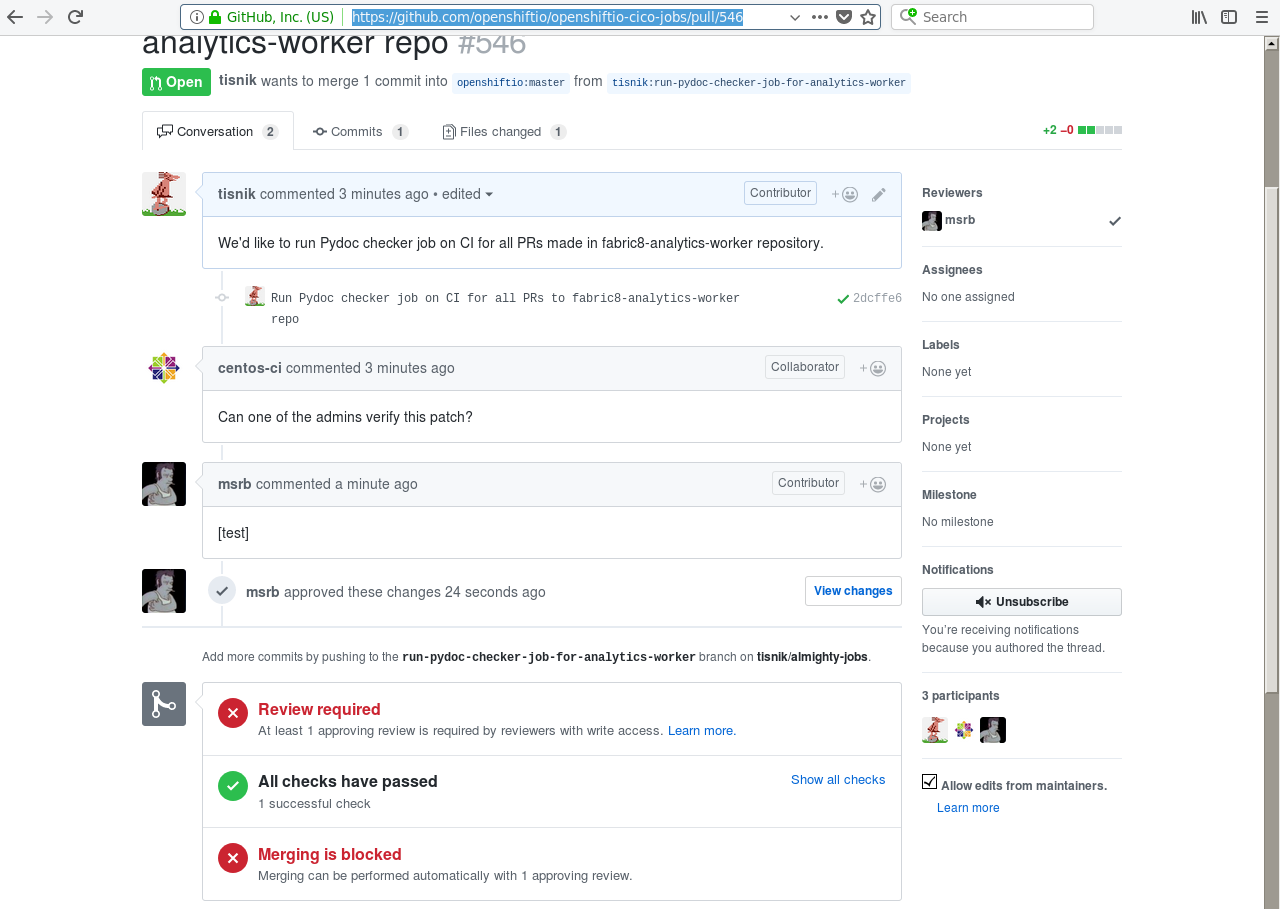 GitHub, Inc. (US) https://github.com/openshiftio/openshiftio-cico-jobs/pull/546 Search
analytics-worker repo #546
Open tisnik wants to merge 1 commit into openshiftio:master from tisnik:run-pydoc-checker-job-for-analytics-worker
Conversation 2 Commits 1 Files changed 1 +2 −0
tisnik commented 3 minutes ago • edited Contributor
We'd like to run Pydoc checker job on CI for all PRs made in fabric8-analytics-worker repository.
Run Pydoc checker job on CI for all PRs to fabric8-analytics-worker 2dcffe6
repo
centos-ci commented 3 minutes ago Collaborator
Can one of the admins verify this patch?
msrb commented a minute ago Contributor
[test]
msrb approved these changes 24 seconds ago View changes
Add more commits by pushing to the run-pydoc-checker-job-for-analytics-worker branch on tisnik/almighty-jobs.
Review required
At least 1 approving review is required by reviewers with write access. Learn more.
All checks have passed Show all checks
1 successful check
Merging is blocked
Merging can be performed automatically with 1 approving review.
Reviewers
msrb
Assignees
No one assigned
Labels
None yet
Projects
None yet
Milestone
No milestone
Notifications
Unsubscribe
You're receiving notifications
because you authored the thread.
3 participants
Allow edits from maintainers.
Learn more